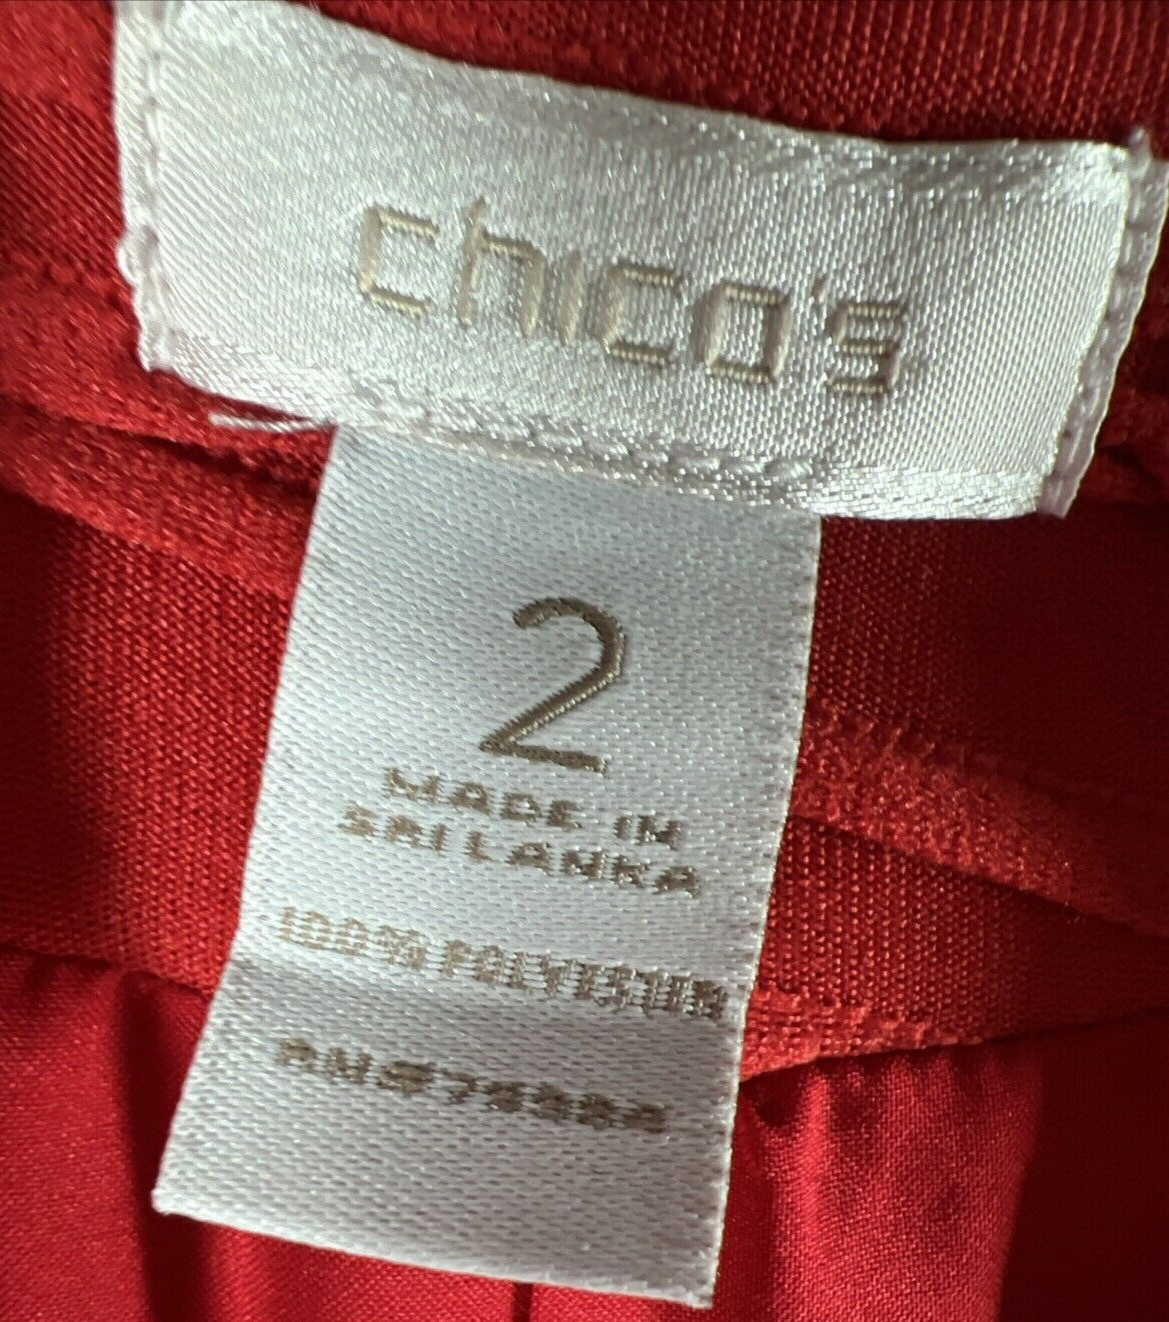 chico's
2
MADE IN
SRI LANKA
100% POLYESTER